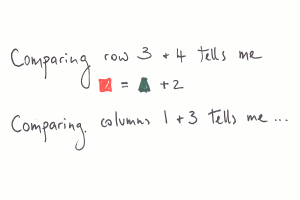 Comparing row 3 + 4 tells me
= +2
Comparing columns 1 + 3 tells me ...